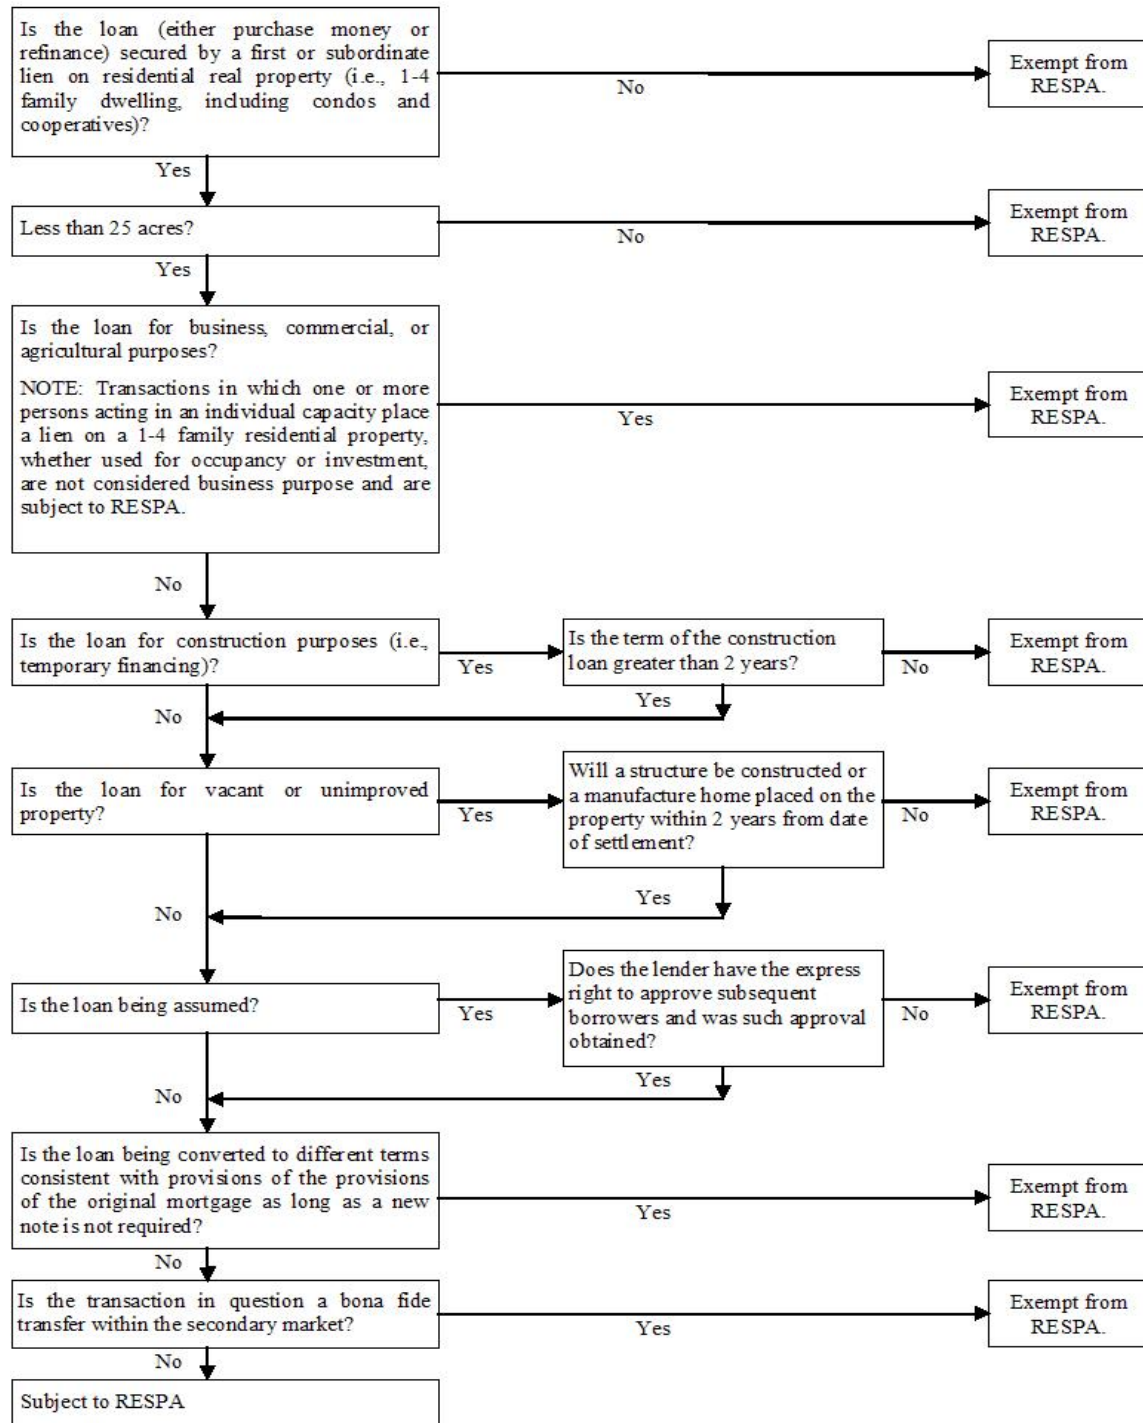 Is the loan (either purchase money or
refinance) secured by a first or subordinate
lien on residential real property (i.e., 1-4
family dwelling, including condos and
cooperatives)?
No
Exempt from
RESPA.
Yes
Less than 25 acres?
No
Exempt from
RESPA.
Yes
Is the loan for business, commercial, or
agricultural purposes?
NOTE: Transactions in which one or more
persons acting in an individual capacity place
a lien on a 1-4 family residential property,
whether used for occupancy or investment,
are not considered business purpose and are
subject to RESPA.
Yes
Exempt from
RESPA.
No
Is the loan for construction purposes (i.e.,
temporary financing)?
Yes
Is the term of the construction
loan greater than 2 years?
No
Exempt from
RESPA.
Yes
No
Is the loan for vacant or unimproved
property?
Yes
Will a structure be constructed or
a manufacture home placed on the
property within 2 years from date
of settlement?
No
Exempt from
RESPA.
Yes
No
Is the loan being assumed?
Yes
Does the lender have the express
right to approve subsequent
borrowers and was such approval
obtained?
No
Exempt from
RESPA.
Yes
No
Is the loan being converted to different terms
consistent with provisions of the provisions
of the original mortgage as long as a new
note is not required?
Yes
Exempt from
RESPA.
No
Is the transaction in question a bona fide
transfer within the secondary market?
Yes
Exempt from
RESPA.
No
Subject to RESPA